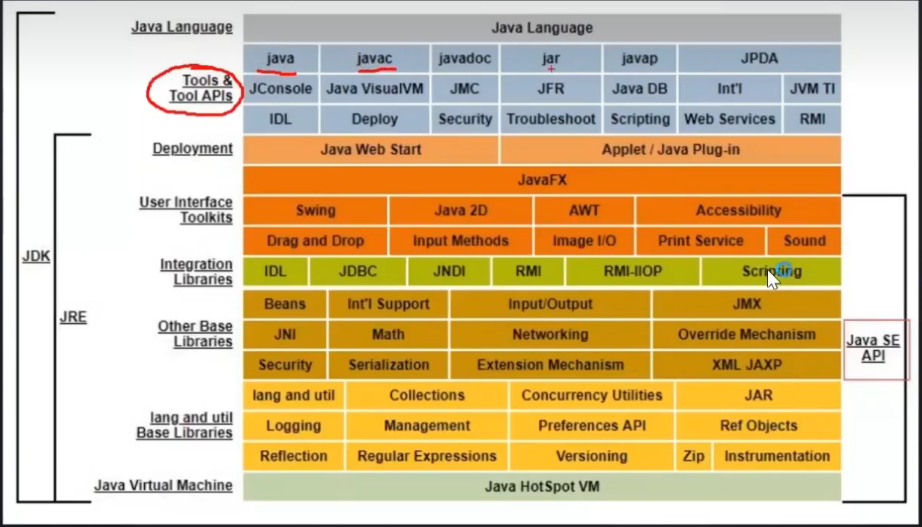 Java Language Java Language
java javac javadoc jar javap JPDA
Tools &
Tool APIs
JConsole Java VisualVM JMC JFR Java DB Int'l JVM TI
IDL Deploy Security Troubleshoot Scripting Web Services RMI
Deployment Java Web Start Applet / Java Plug-in
JavaFX
User Interface
Toolkits
Swing Java 2D AWT Accessibility
Drag and Drop Input Methods Image I/O Print Service Sound
JDK
Integration
Libraries
IDL JDBC JNDI RMI RMI-IIOP Scripting
Beans Int'l Support Input/Output JMX
JRE
Other Base
Libraries
JNI Math Networking Override Mechanism
Java SE
API
Security Serialization Extension Mechanism XML JAXP
lang and util Collections Concurrency Utilities JAR
lang and util
Base Libraries
Logging Management Preferences API Ref Objects
Reflection Regular Expressions Versioning Zip Instrumentation
Java Virtual Machine Java HotSpot VM